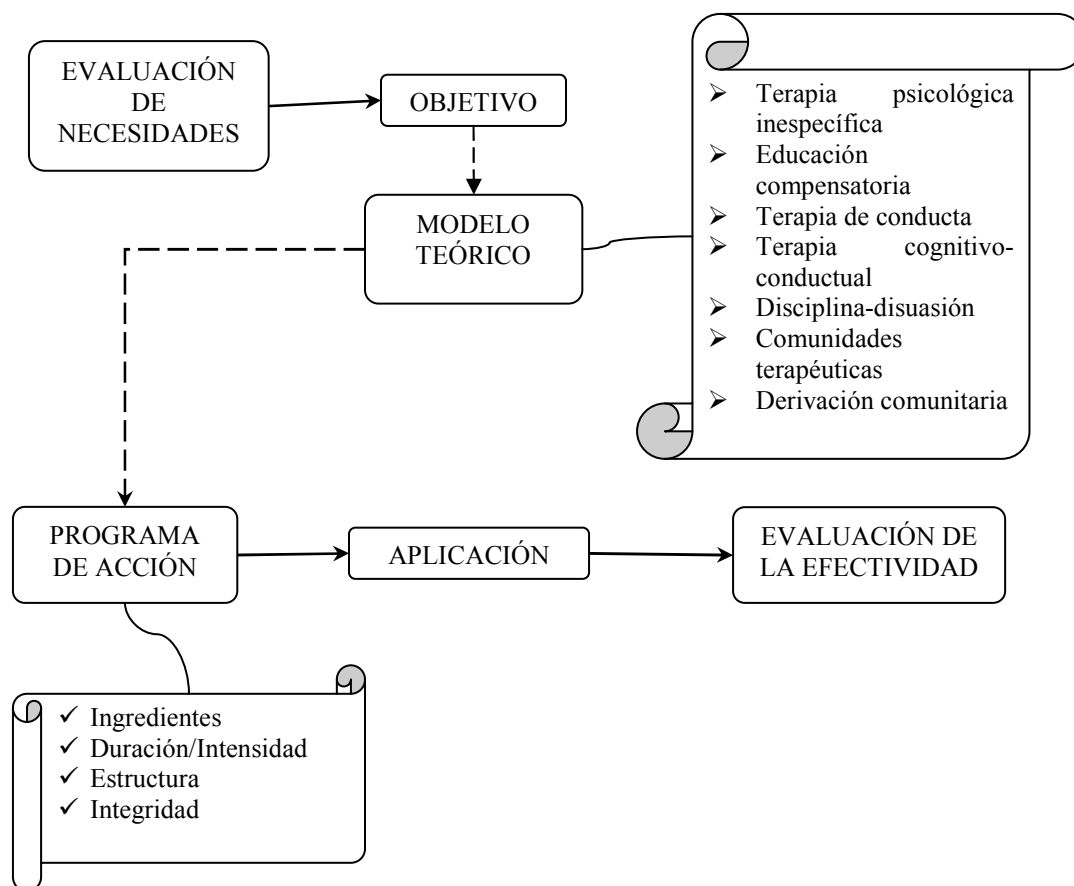 EVALUACIÓN
DE
NECESIDADES
OBJETIVO
MODELO
TEÓRICO
➢ Terapia psicológica
inespecífica
➢ Educación
compensatoria
➢ Terapia de conducta
➢ Terapia cognitivo-
conductual
➢ Disciplina-disuasión
➢ Comunidades
terapéuticas
➢ Derivación comunitaria
PROGRAMA
DE ACCIÓN
APLICACIÓN
EVALUACIÓN DE
LA EFECTIVIDAD
✓ Ingredientes
✓ Duración/Intensidad
✓ Estructura
✓ Integridad